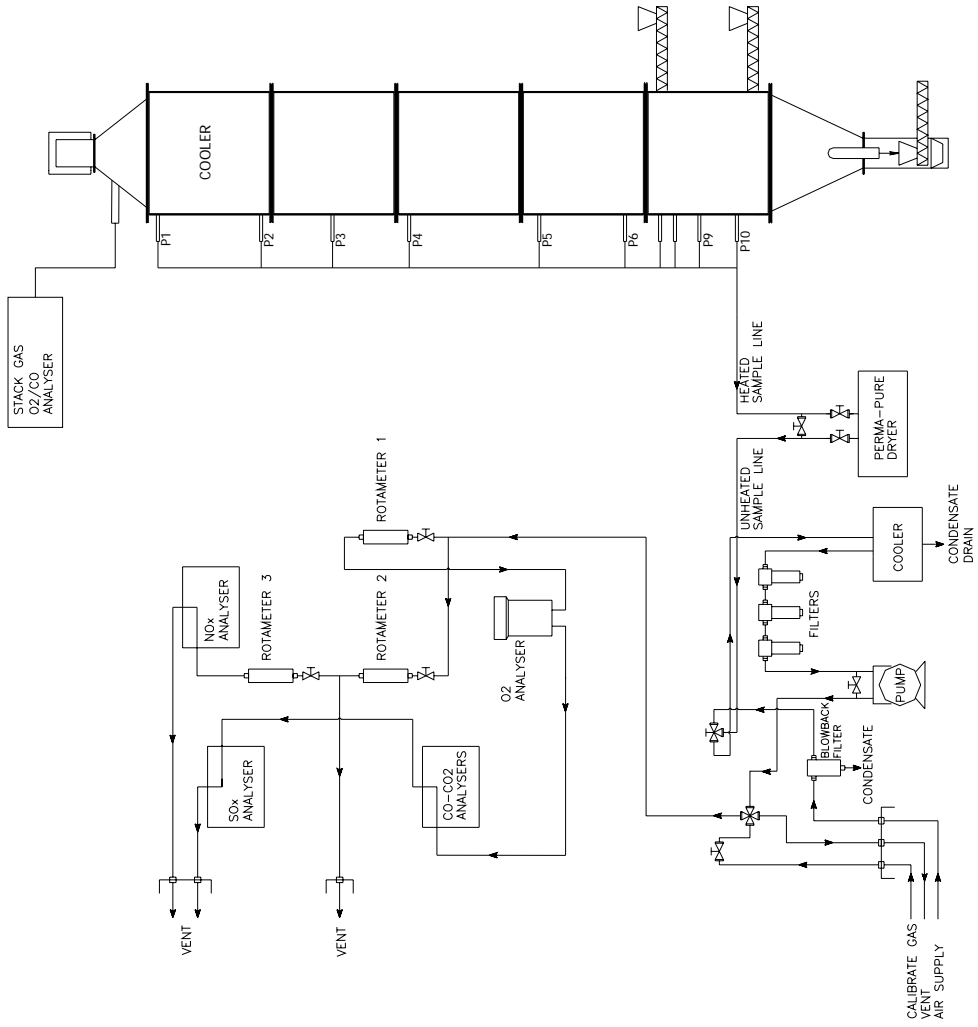 COOLER
P1
P2
P3
P4
P5
P6
P9
P10
STACK GAS
O2/CO
ANALYSER
HEATED
SAMPLE LINE
PERMA-PURE
DRYER
UNHEATED
SAMPLE LINE
COOLER
CONDENSATE
DRAIN
FILTERS
PUMP
BLOWBACK
FILTER
CONDENSATE
ROTAMETER 1
ROTAMETER 2
ROTAMETER 3
NOx
ANALYSER
O2
ANALYSER
SOx
ANALYSER
CO-CO2
ANALYSERS
VENT
VENT
CALIBRATE GAS
VENT
AIR SUPPLY